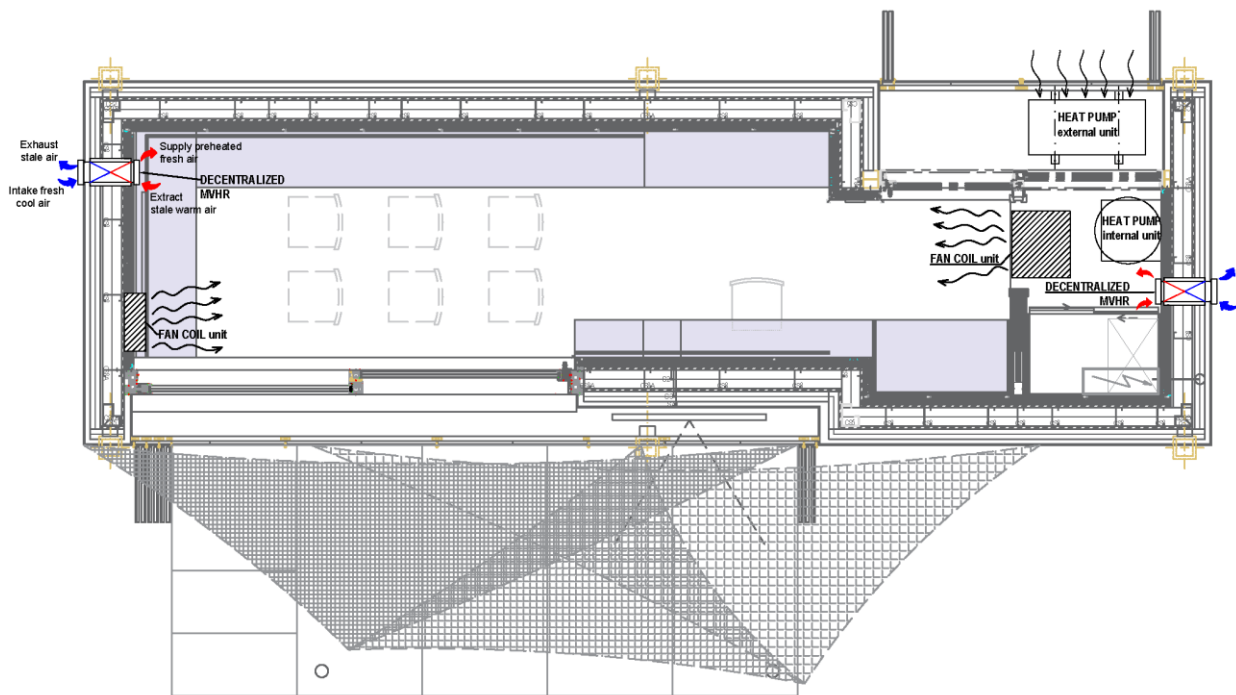 HEAT PUMP
external unit
Exhaust
stale air
Supply preheated
fresh air
DECENTRALIZED
MVHR
Intake fresh
cool air
Extract
stale warm air
HEAT PUMP
internal unit
FAN COIL unit
DECENTRALIZED
MVHR
FAN COIL unit